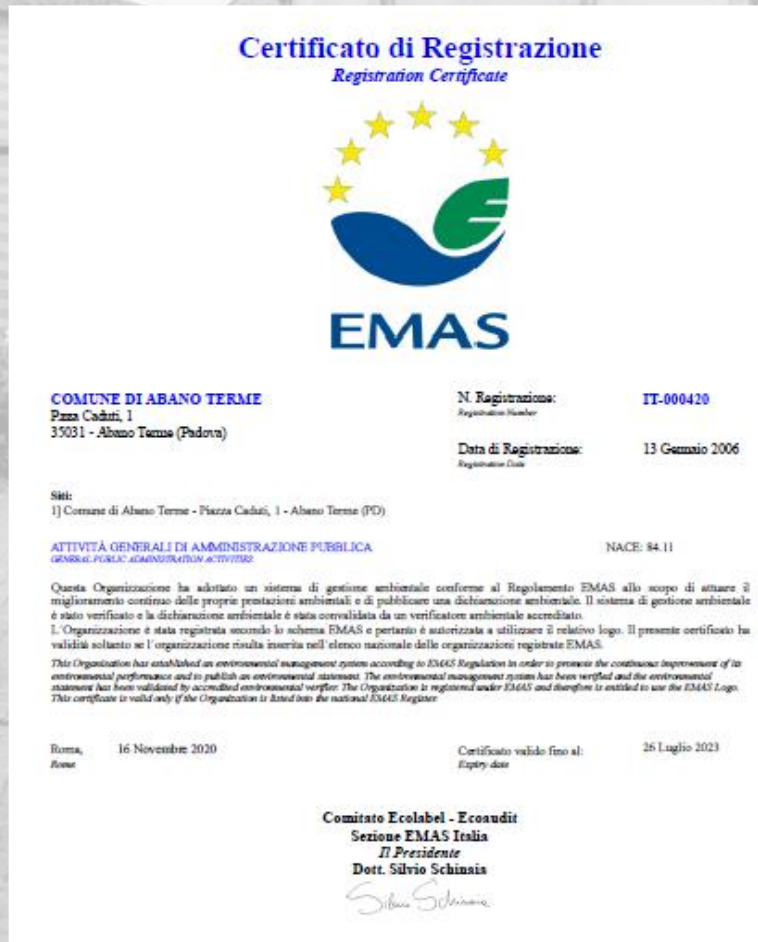 Certificato di Registrazione
Registration Certificate
EMAS
COMUNE DI ABANO TERME
Pzza Caduti, 1
35031 - Abano Terme (Padova)
N. Registrazione:
Registration Number
IT-000420
Data di Registrazione:
Registration Date
13 Gennaio 2006
Siti:
1] Comune di Abano Terme - Piazza Caduti, 1 - Abano Terme (PD)
ATTIVITÀ GENERALI DI AMMINISTRAZIONE PUBBLICA
GENERAL PUBLIC ADMINISTRATION ACTIVITIES
NACE: 84.11
Questa Organizzazione ha adottato un sistema di gestione ambientale conforme al Regolamento EMAS allo scopo di attuare il
miglioramento continuo delle proprie prestazioni ambientali e di pubblicare una dichiarazione ambientale. Il sistema di gestione ambientale
è stato verificato e la dichiarazione ambientale è stata convalidata da un verificatore ambientale accreditato.
L'Organizzazione è stata registrata secondo lo schema EMAS e pertanto è autorizzata a utilizzare il relativo logo. Il presente certificato ha
validità soltanto se l'organizzazione risulta inserita nell'elenco nazionale delle organizzazioni registrate EMAS.
This Organisation has established an environmental management system according to EMAS Regulation in order to promote the continuous improvement of its
environmental performance and to publish an environmental statement. The environmental management system has been verified and the environmental
statement has been validated by accredited environmental verifier. The Organization is registered under EMAS and therefore is entitled to use the EMAS Logo.
This certificate is valid only if the Organization is listed into the national EMAS Register
Roma,
Rome
16 Novembre 2020
Certificato valido fino al:
Expiry date
26 Luglio 2023
Comitato Ecolabel - Ecoaudit
Sezione EMAS Italia
Il Presidente
Dott. Silvio Schinaia
Silvio Schinaia